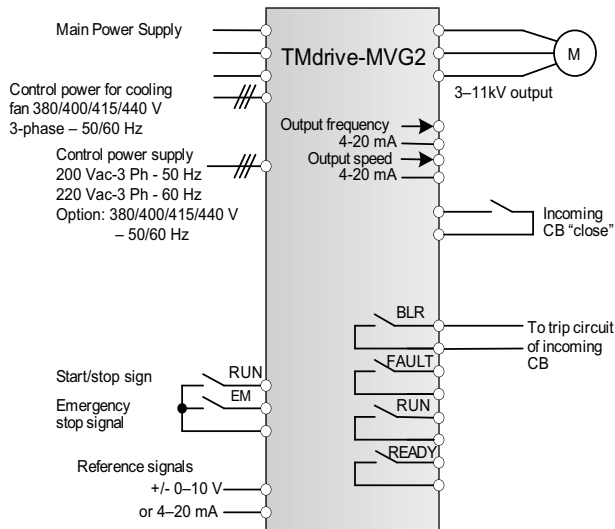 Main Power Supply
TMdrive-MVG2
M
3–11kV output
Control power for cooling
fan 380/400/415/440 V
3-phase – 50/60 Hz
Output frequency
4-20 mA
Output speed
4-20 mA
Control power supply
200 Vac-3 Ph - 50 Hz
220 Vac-3 Ph - 60 Hz
Option: 380/400/415/440 V
– 50/60 Hz
Incoming
CB “close”
BLR
To trip circuit
of incoming
CB
FAULT
RUN
READY
Start/stop sign
RUN
Emergency
stop signal
EM
Reference signals
+/- 0–10 V
or 4–20 mA